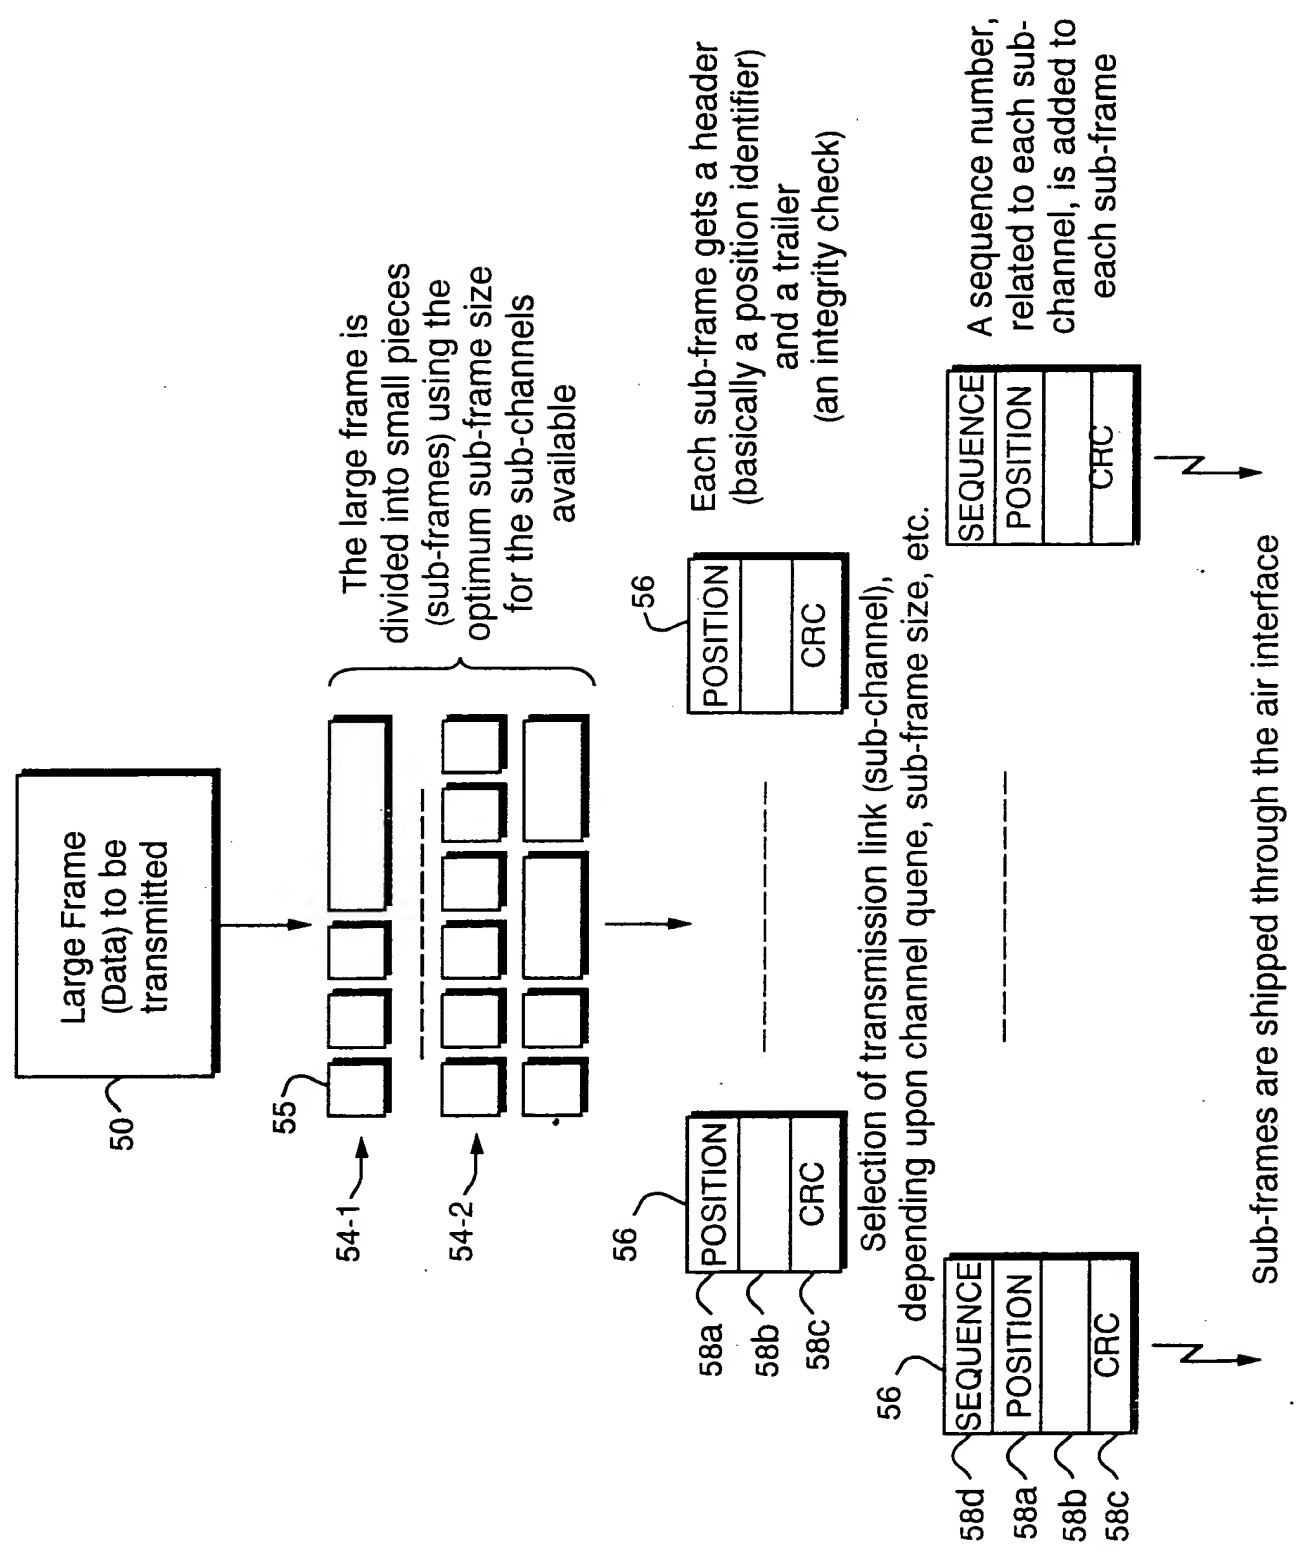 Large Frame
(Data) to be
transmitted
50
The large frame is
divided into small pieces
(sub-frames) using the
optimum sub-frame size
for the sub-channels
available
55
54-1
54-2
Each sub-frame gets a header
(basically a position identifier)
and a trailer
(an integrity check)
56
POSITION
CRC
56
POSITION
CRC
58a
58b
58c
Selection of transmission link (sub-channel),
depending upon channel quene, sub-frame size, etc.
A sequence number,
related to each sub-
channel, is added to
each sub-frame
56
SEQUENCE
POSITION
CRC
SEQUENCE
POSITION
CRC
58d
58a
58b
58c
Sub-frames are shipped through the air interface